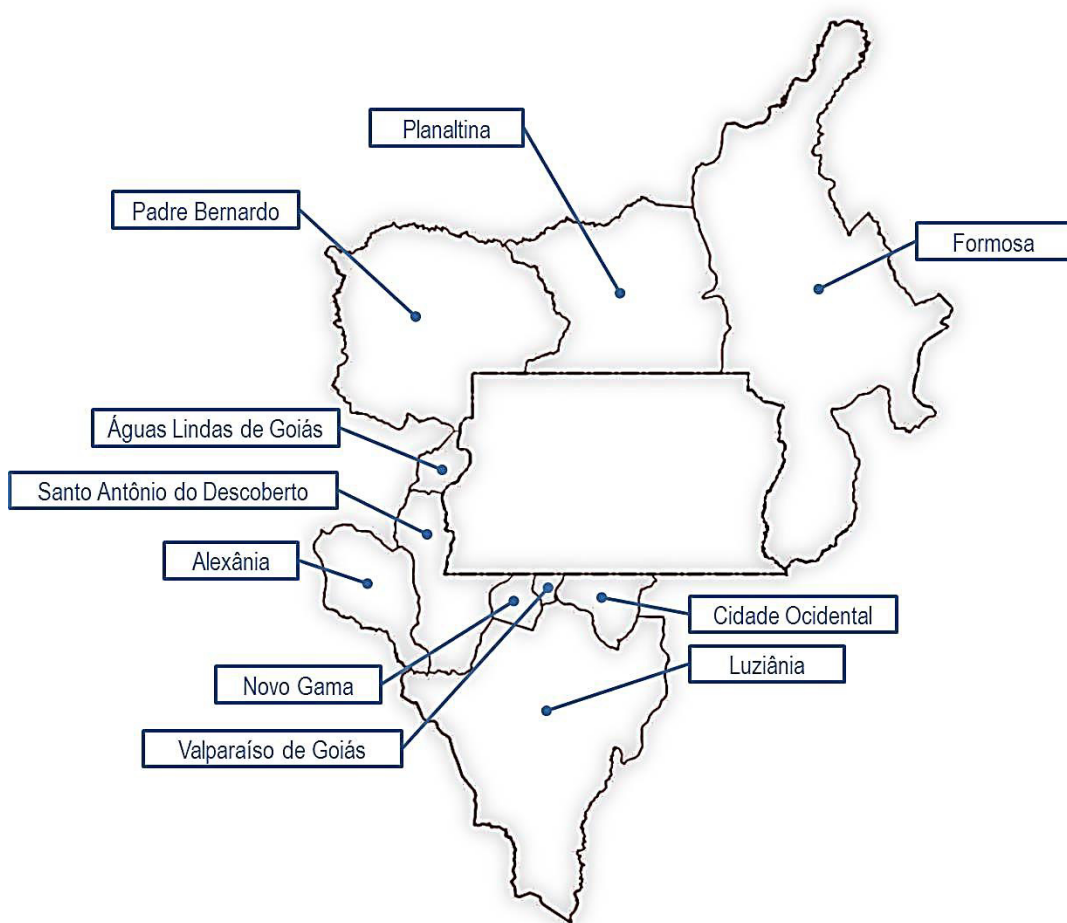 Planaltina
Padre Bernardo
Formosa
Águas Lindas de Goiás
Santo Antônio do Descoberto
Alexânia
Cidade Ocidental
Luziânia
Novo Gama
Valparaíso de Goiás